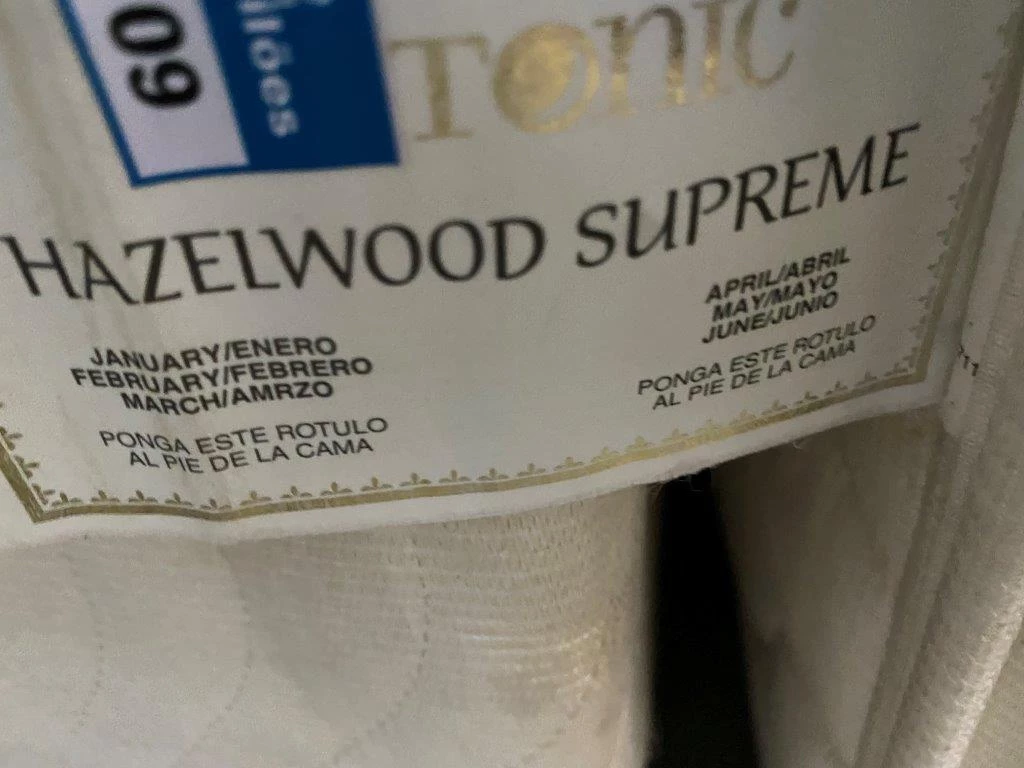 60
lões
TONIC
HAZELWOOD SUPREME
JANUARY/ENERO
FEBRUARY/FEBRERO
MARCH/AMRZO
PONGA ESTE ROTULO
AL PIE DE LA CAMA
APRIL/ABRIL
MAY/MAYO
JUNE/JUNIO
PONGA ESTE ROTULO
AL PIE DE LA CAMA